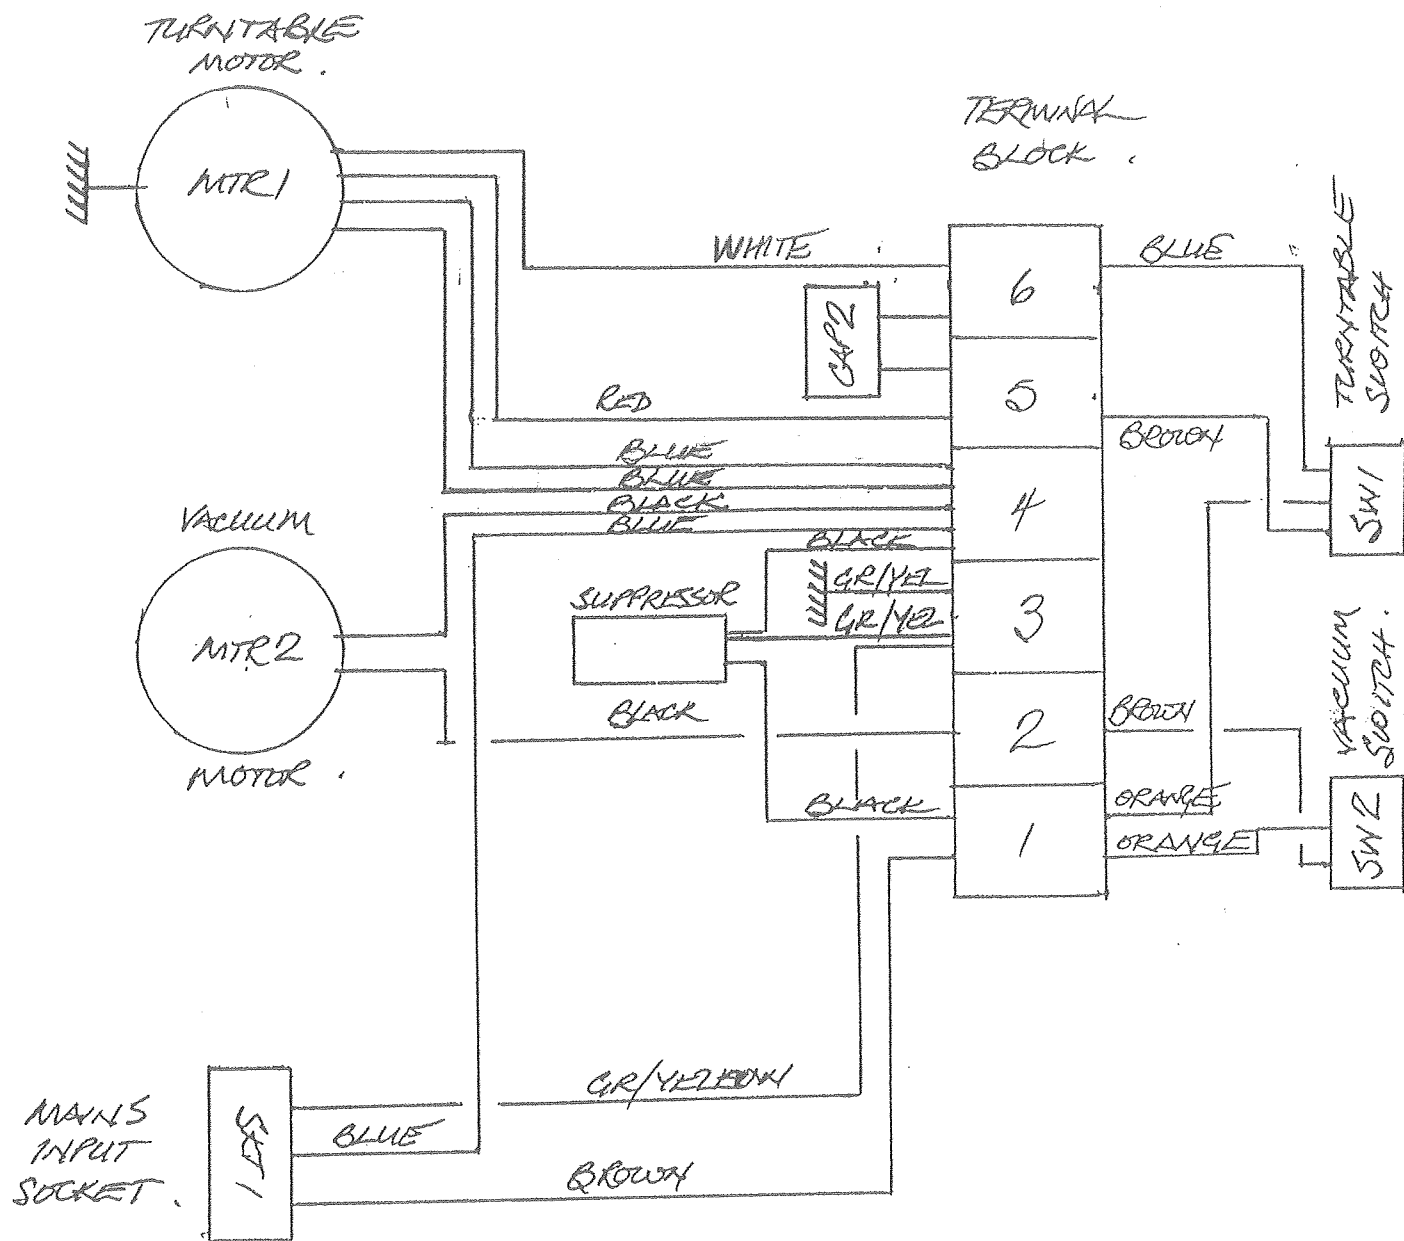 TURNTABLE
MOTOR.
MTR1
TERMINAL
BLOCK.
WHITE
6
BLUE
TURNTABLE
SWITCH
CAP2
RED
5
BROWN
BLUE
BLUE
BLACK
BLUE
4
SW1
BLACK
VACUUM
MTR2
MOTOR.
SUPPRESSOR
GR/YEL
GR/YEL
3
VACUUM
SWITCH.
BLACK
2
BROWN
BLACK
1
ORANGE
ORANGE
SW2
MAINS
INPUT
SOCKET.
SKT1
GR/YELLOW
BLUE
BROWN